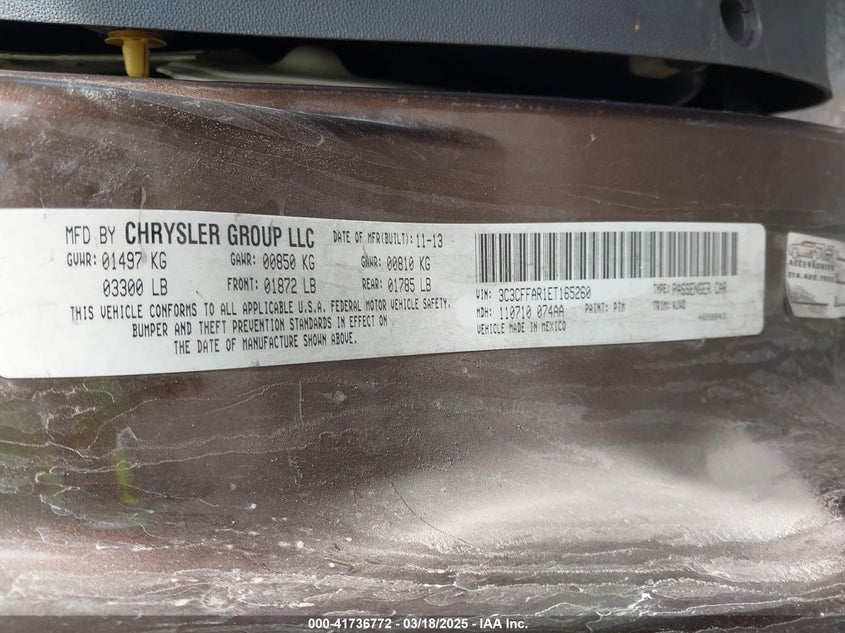 MFD BY CHRYSLER GROUP LLC DATE OF MFR(BUILT): 11-13
GVWR: 01497 KG GAWR: 00850 KG GAWR: 00810 KG
03300 LB FRONT: 01872 LB REAR: 01785 LB
THIS VEHICLE CONFORMS TO ALL APPLICABLE U.S.A. FEDERAL MOTOR VEHICLE SAFETY,
BUMPER AND THEFT PREVENTION STANDARDS IN EFFECT ON
THE DATE OF MANUFACTURE SHOWN ABOVE.
VIN: 3C3CFFAR1ET165260 TYPE: PASSENGER CAR
MDH: 110710 074AA PAINT: PTM TRIM:
VEHICLE MADE IN MEXICO
ACCESSORIES
000-41736772 — 03/18/2025 — IAA Inc.